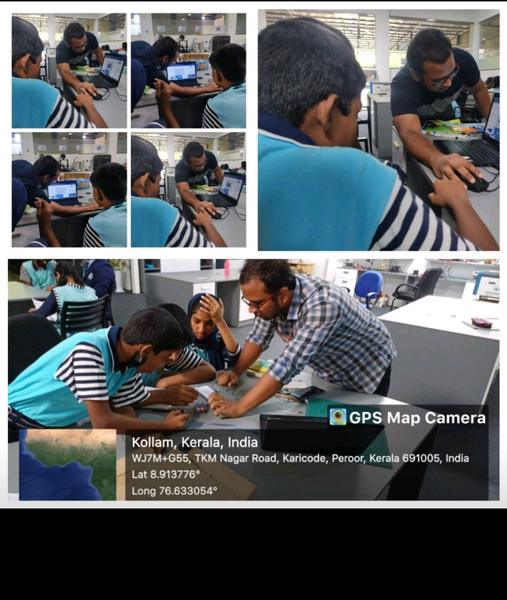 GPS Map Camera
Kollam, Kerala, India
WJ7M+G55, TKM Nagar Road, Karicode, Peroor, Kerala 691005, India
Lat 8.913776°
Long 76.633054°